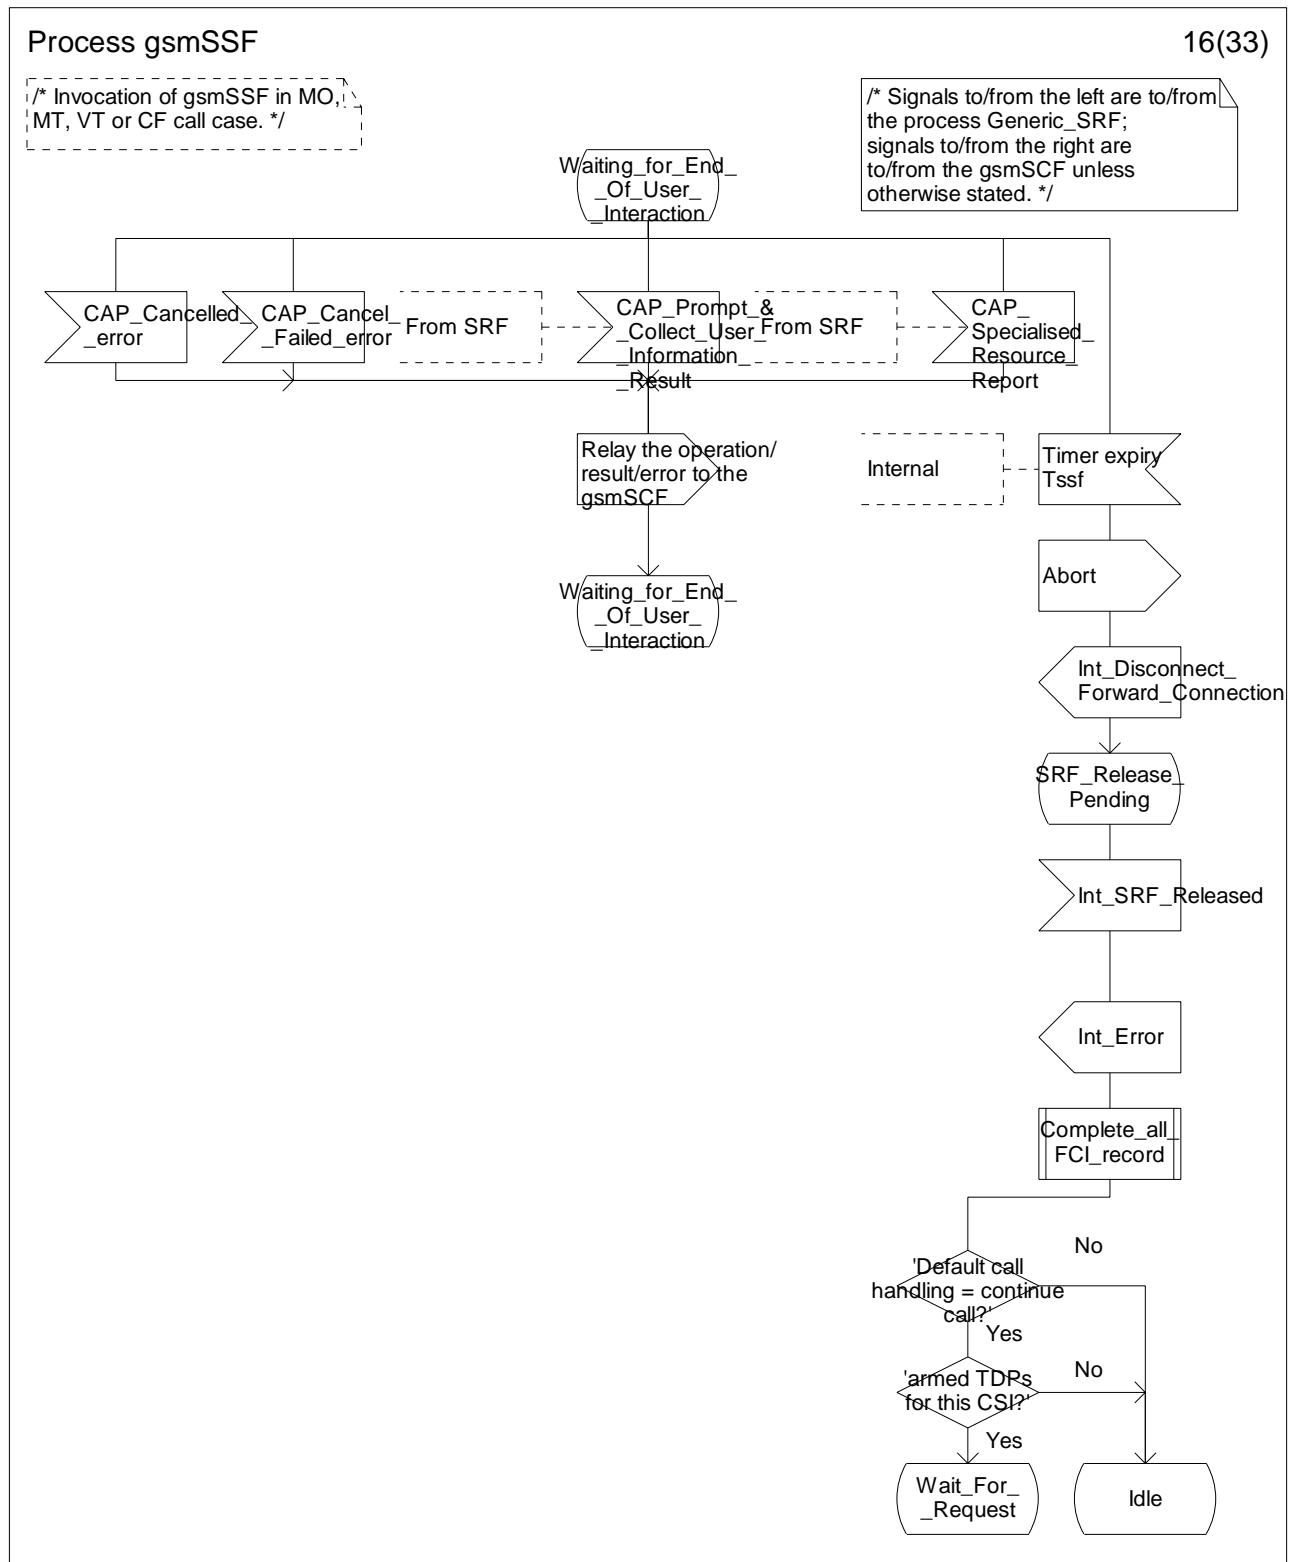 Process gsmSSF
16(33)
/* Invocation of gsmSSF in MO,
MT, VT or CF call case. */
/* Signals to/from the left are to/from
the process Generic_SRF;
signals to/from the right are
to/from the gsmSCF unless
otherwise stated. */
Waiting_for_End_
_Of_User_
_Interaction
CAP_Cancelled_
_error
CAP_Cancel_
_Failed_error
From SRF
CAP_Prompt_&
_Collect_User_
_Information_
_Result
From SRF
CAP_
Specialised_
Resource_
Report
Relay the operation/
result/error to the
gsmSCF
Internal
Timer expiry
Tssf
Waiting_for_End_
_Of_User_
_Interaction
Abort
Int_Disconnect_
Forward_Connection
SRF_Release_
Pending
Int_SRF_Released
Int_Error
Complete_all_
FCI_record
No
'Default call
handling = continue
call?'
Yes
No
'armed TDPs
for this CSI?'
Yes
Wait_For_
_Request
Idle